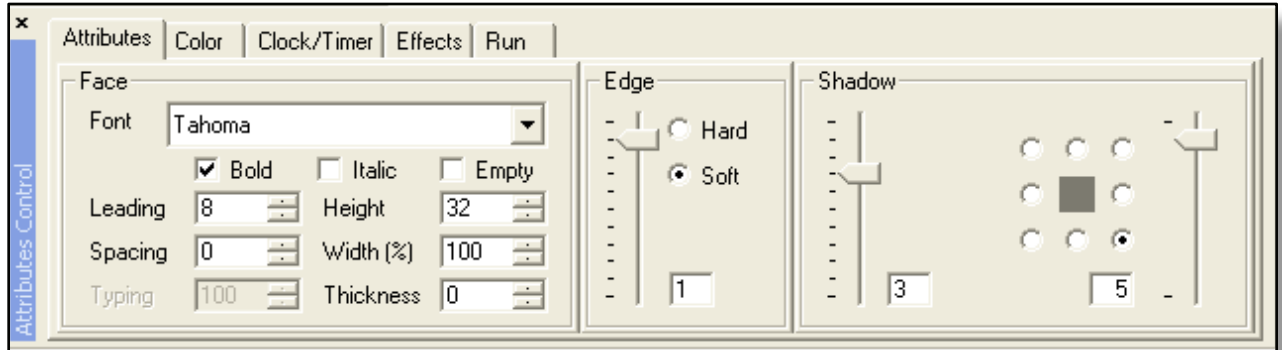 Attributes Color Clock/Timer Effects Run
Face
Font Tahoma
Bold Italic Empty
Leading 8 Height 32
Spacing 0 Width (%) 100
Typing 100 Thickness 0
Edge
Hard
Soft
1
Shadow
3 5
Attributes Control